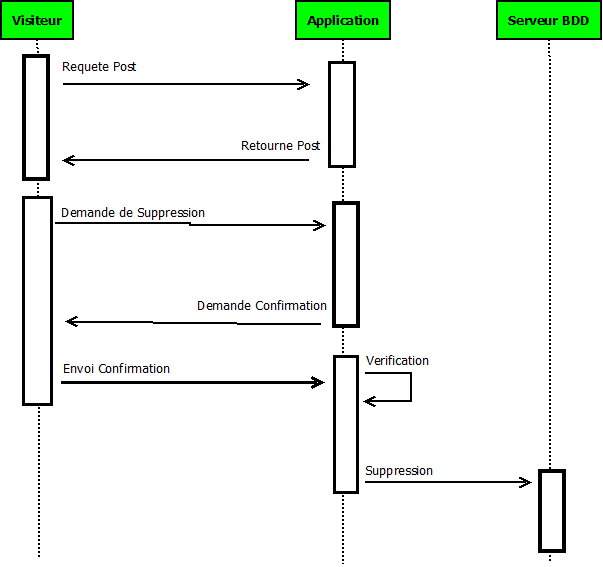 Visiteur
Application
Serveur BDD
Requete Post
Retourne Post
Demande de Suppression
Demande Confirmation
Envoi Confirmation
Verification
Suppression